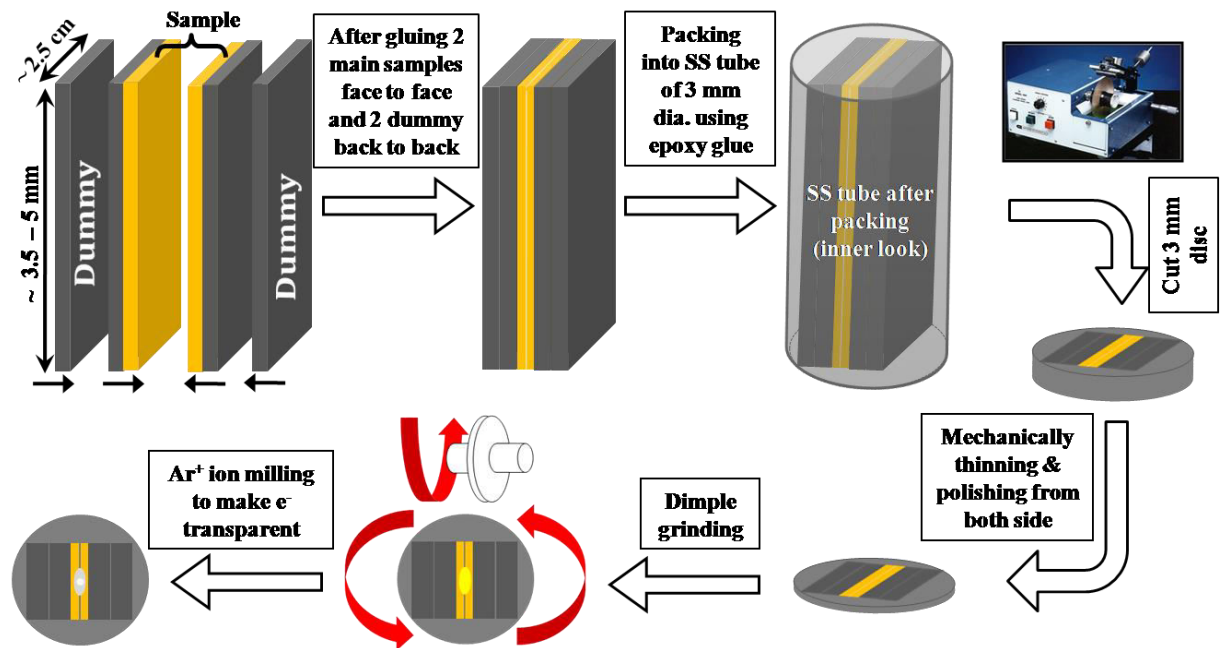 Sample
~2.5 cm
~ 3.5 – 5 mm
Dummy
Dummy
After gluing 2
main samples
face to face
and 2 dummy
back to back
Packing
into SS tube
of 3 mm
dia. using
epoxy glue
SS tube after
packing
(inner look)
Cut 3 mm
disc
Mechanically
thinning &
polishing from
both side
Dimple
grinding
Ar⁺ ion milling
to make e⁻
transparent